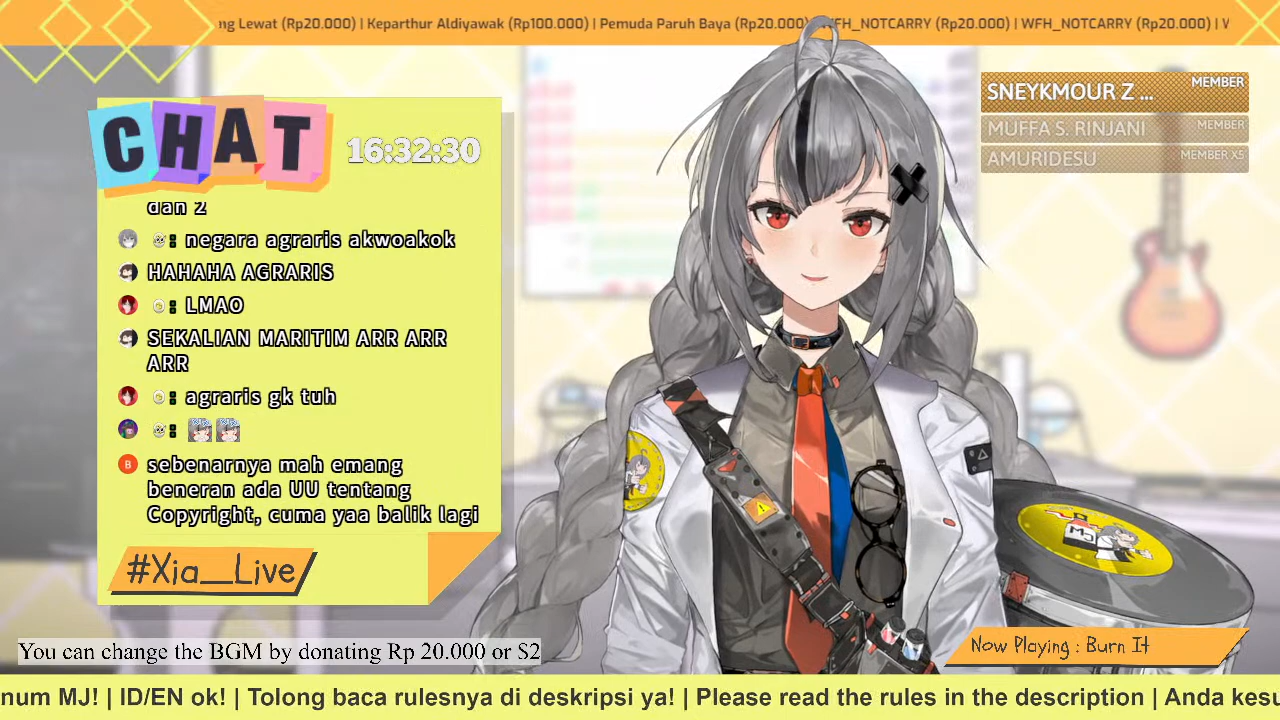 ng Lewat (Rp20.000) | Keparthur Aldiyawak (Rp100.000) | Pemuda Paruh Baya (Rp20.000) WFH_NOTCARRY (Rp20.000) | WFH_NOTCARRY (Rp20.000) |
CHAT
16:32:30
dan 2
: negara agraris akwoakok
HAHAHA AGRARIS
: LMAO
SEKALIAN MARITIM ARR ARR
ARR
: agraris gk tuh
:
B sebenarnya mah emang
beneran ada UU tentang
Copyright, cuma yaa balik lagi
#Xia_Live
SNEYKMOUR Z ... MEMBER
MUFFA S. RINJANI MEMBER
AMURIDESU MEMBER X5
MJ
Now Playing : Burn It
You can change the BGM by donating Rp 20.000 or $2
num MJ! | ID/EN ok! | Tolong baca rulesnya di deskripsi ya! | Please read the rules in the description | Anda kesu